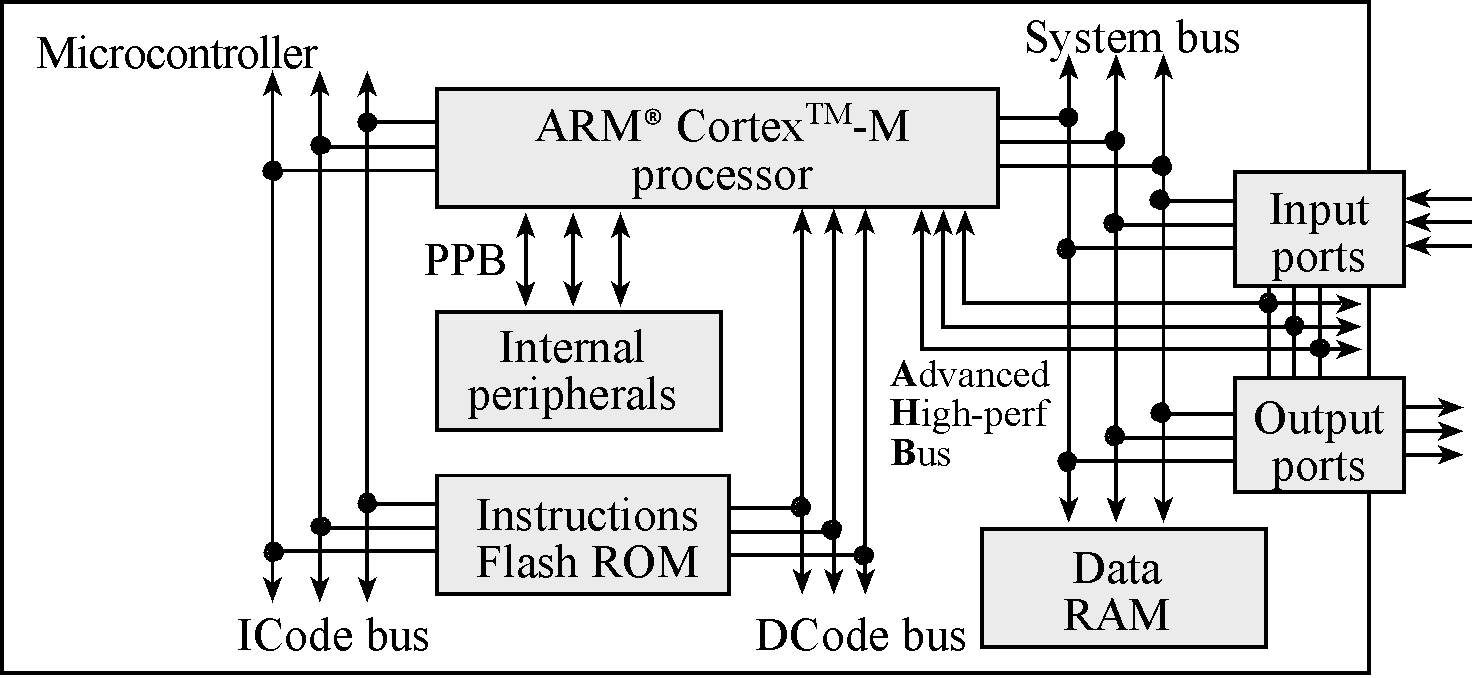 Microcontroller
System bus
ARM® Cortex™-M
processor
Input
ports
PPB
Internal
peripherals
Advanced
High-perf
Bus
Output
ports
Instructions
Flash ROM
Data
RAM
ICode bus
DCode bus